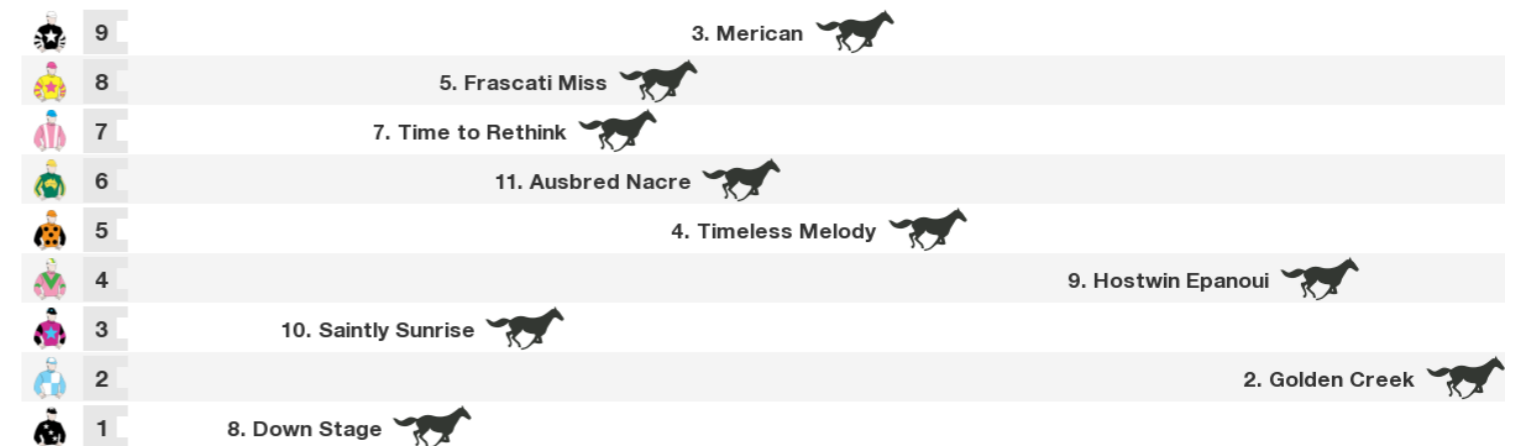 9 3. Merican
8 5. Frascati Miss
7 7. Time to Rethink
6 11. Ausbred Nacre
5 4. Timeless Melody
4 9. Hostwin Epanoui
3 10. Saintly Sunrise
2 2. Golden Creek
1 8. Down Stage